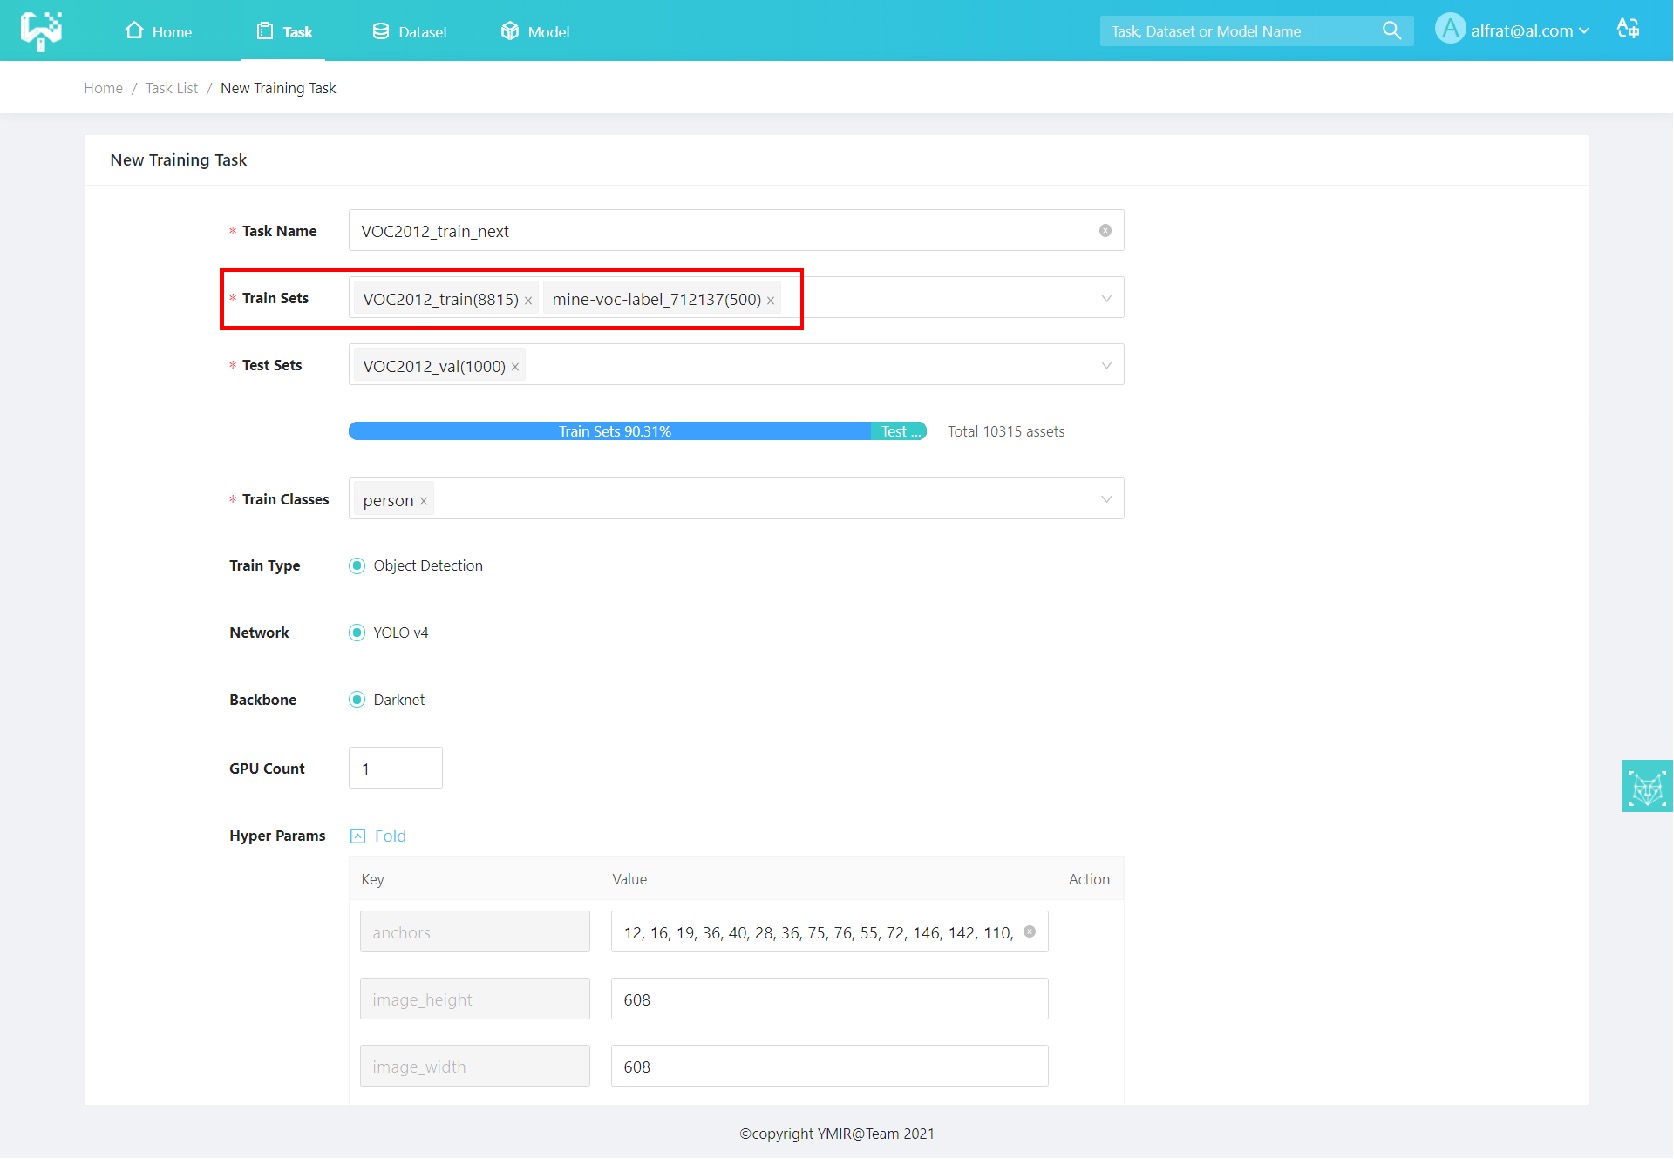 Home Task Dataset Model Task, Dataset or Model Name A alfrat@al.com
Home / Task List / New Training Task
New Training Task
* Task Name VOC2012_train_next
* Train Sets VOC2012_train(8815) × mine-voc-label_712137(500) ×
* Test Sets VOC2012_val(1000) ×
Train Sets 90.31% Test ... Total 10315 assets
* Train Classes person ×
Train Type Object Detection
Network YOLO v4
Backbone Darknet
GPU Count 1
Hyper Params Fold
Key Value Action
anchors 12, 16, 19, 36, 40, 28, 36, 75, 76, 55, 72, 146, 142, 110,
image_height 608
image_width 608
©copyright YMIR@Team 2021